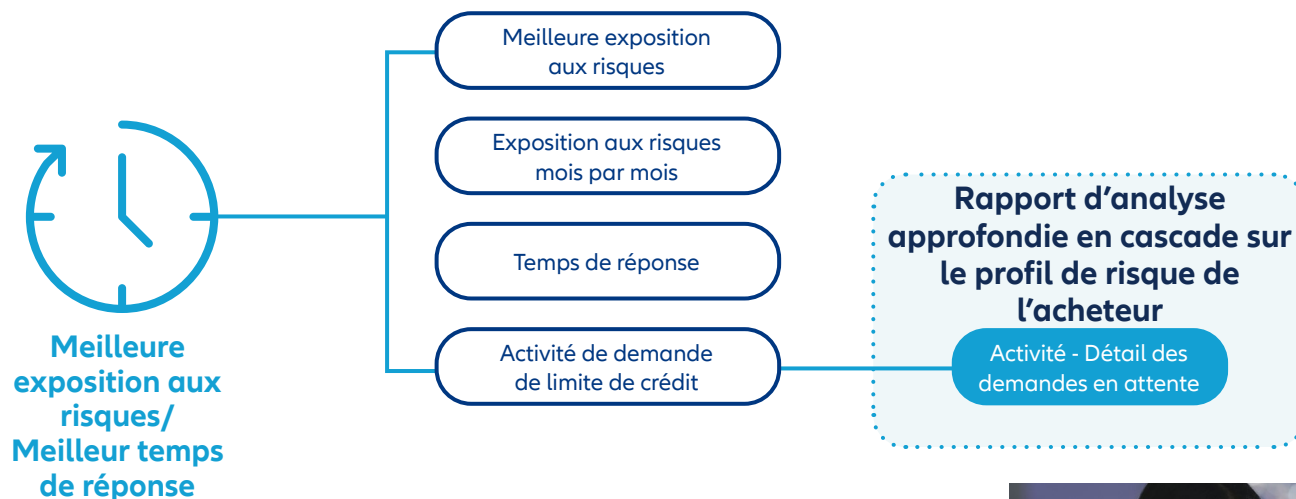 Meilleure exposition
aux risques
Exposition aux risques
mois par mois
Temps de réponse
Activité de demande
de limite de crédit
Meilleure
exposition aux
risques/
Meilleur temps
de réponse
Rapport d’analyse
approfondie en cascade sur
le profil de risque de
l’acheteur
Activité - Détail des
demandes en attente